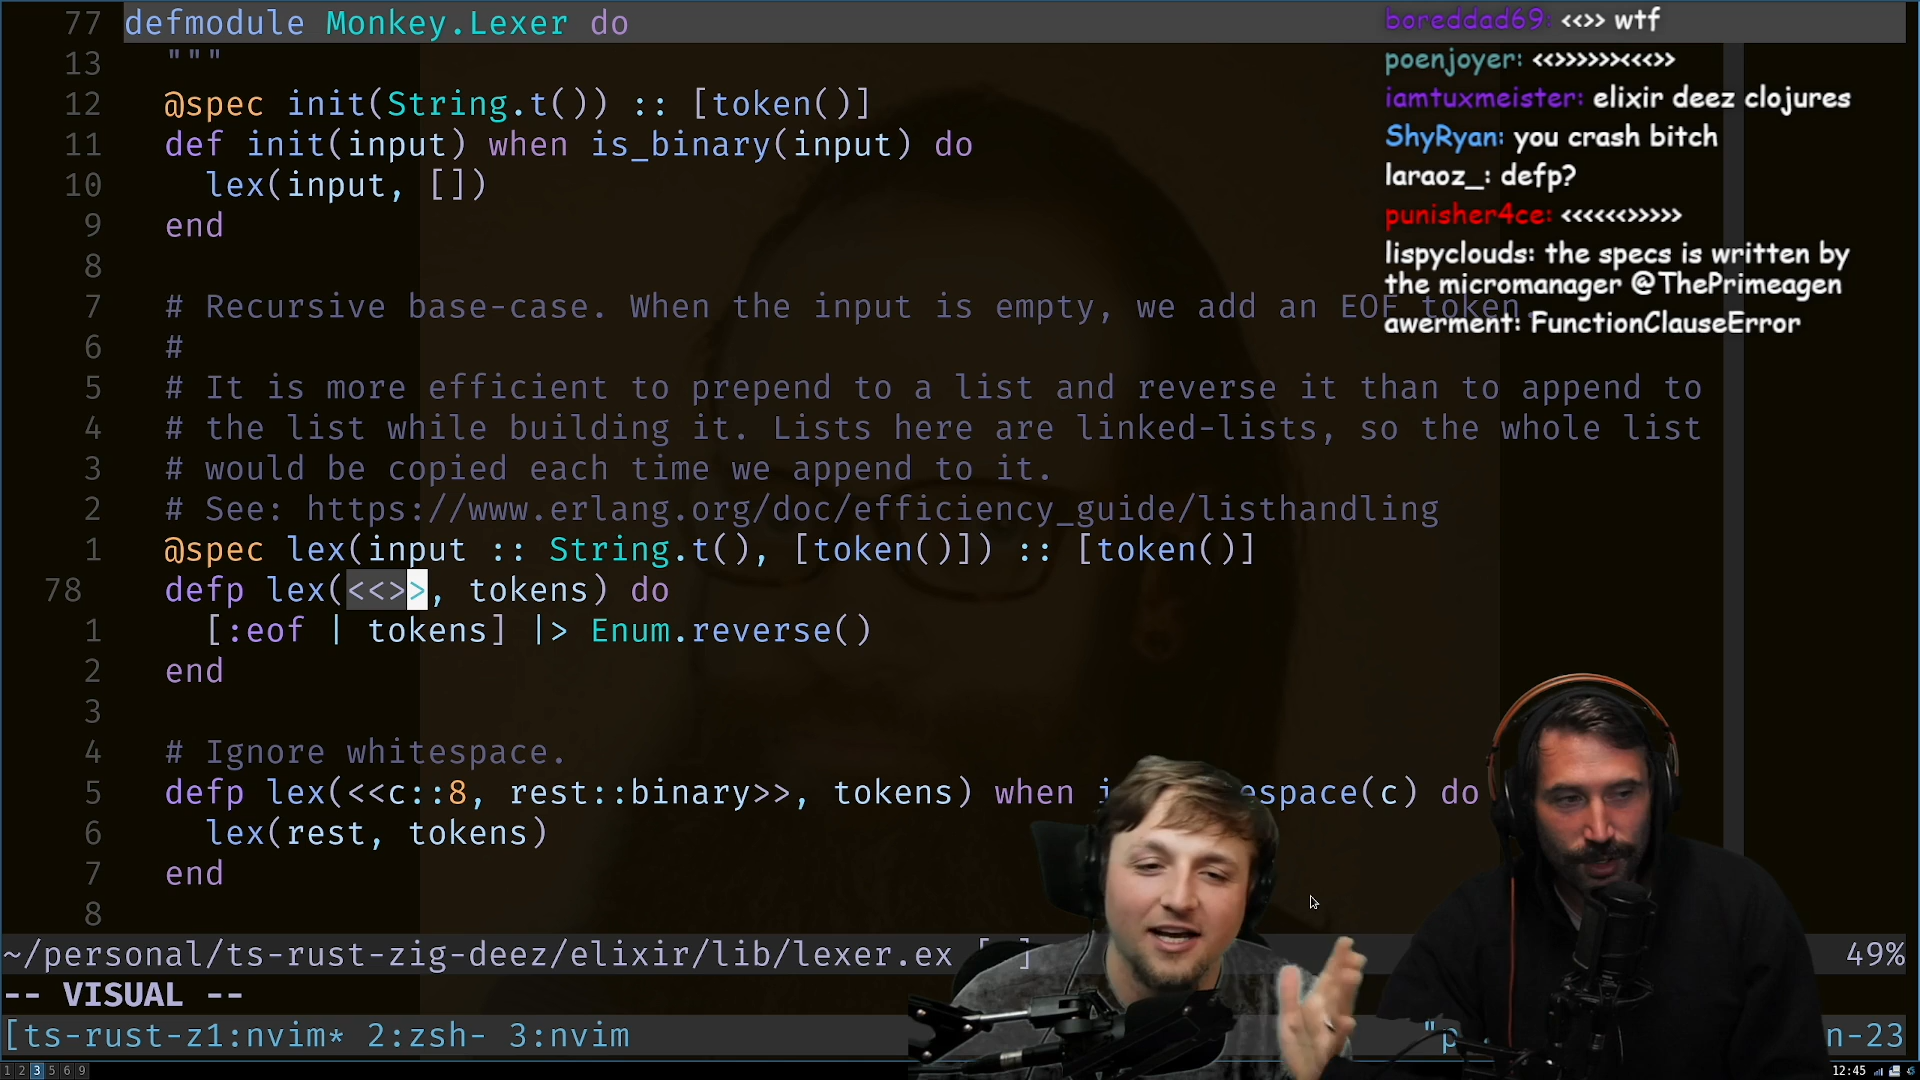 77 defmodule Monkey.Lexer do
13 """
12 @spec init(String.t()) :: [token()]
11 def init(input) when is_binary(input) do
10 lex(input, [])
9 end
8
7 # Recursive base-case. When the input is empty, we add an EOF token.
6 #
5 # It is more efficient to prepend to a list and reverse it than to append to
4 # the list while building it. Lists here are linked-lists, so the whole list
3 # would be copied each time we append to it.
2 # See: https://www.erlang.org/doc/efficiency_guide/listhandling
1 @spec lex(input :: String.t(), [token()]) :: [token()]
78 defp lex(<<>>, tokens) do
1 [:eof | tokens] |> Enum.reverse()
2 end
3
4 # Ignore whitespace.
5 defp lex(<<c::8, rest::binary>>, tokens) when i espace(c) do
6 lex(rest, tokens)
7 end
8
~/personal/ts-rust-zig-deez/elixir/lib/lexer.ex [ ] 49%
-- VISUAL --
[ts-rust-z1:nvim* 2:zsh- 3:nvim "p n-23
1 2 3 5 6 9 12:45
boreddad69: <<>> wtf
poenjoyer: <<>>>>>><<<>>
iamtuxmeister: elixir deez clojures
ShyRyan: you crash bitch
laraoz_: defp?
punisher4ce: <<<<<<>>>>>
lispyclouds: the specs is written by
the micromanager @ThePrimeagen
awerment: FunctionClauseError